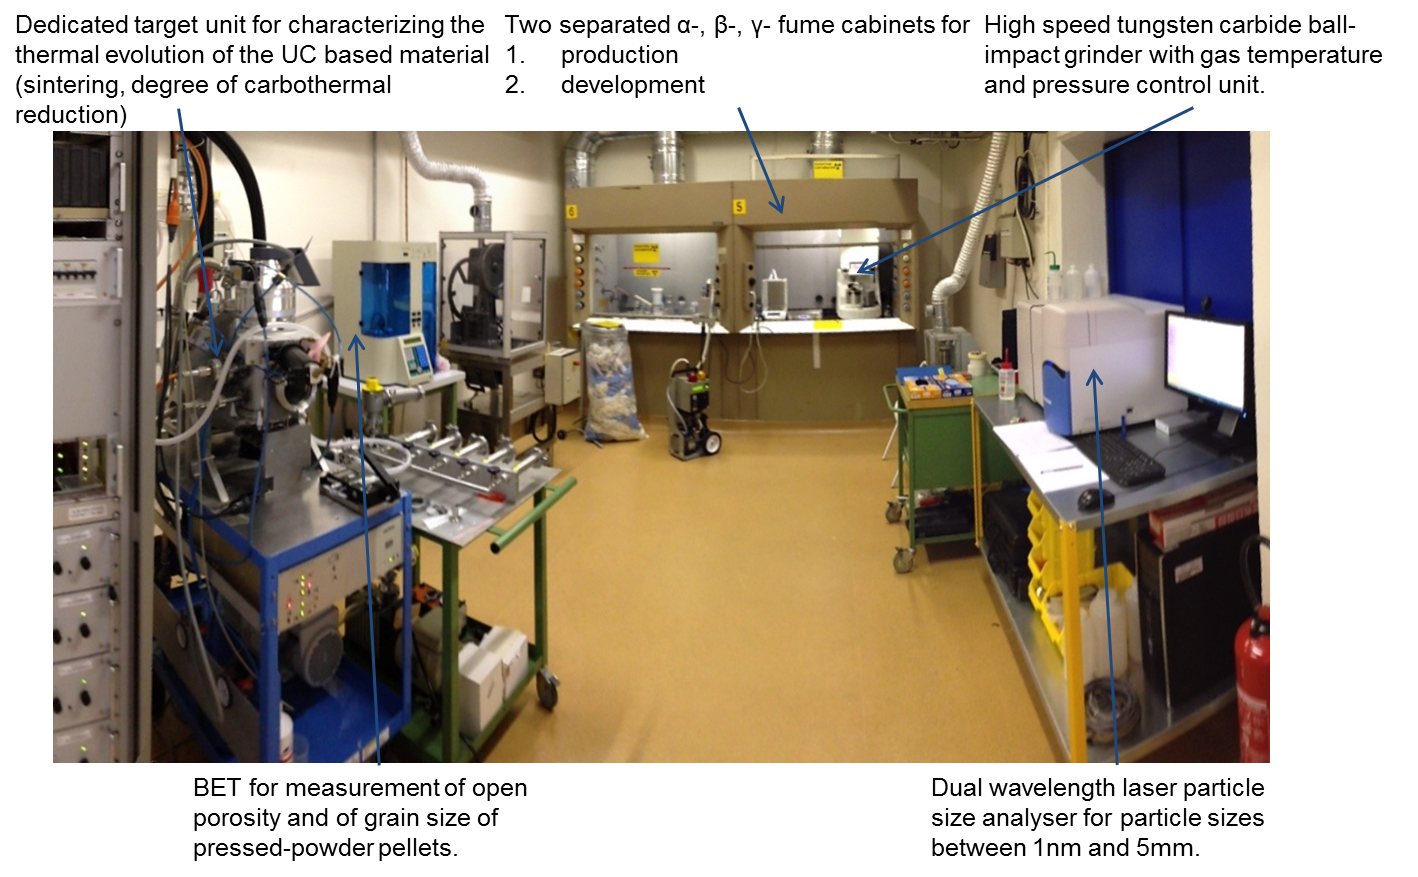 Dedicated target unit for characterizing the
thermal evolution of the UC based material
(sintering, degree of carbothermal
reduction)
Two separated α-, β-, γ- fume cabinets for
1. production
2. development
High speed tungsten carbide ball-
impact grinder with gas temperature
and pressure control unit.
6
5
BET for measurement of open
porosity and of grain size of
pressed-powder pellets.
Dual wavelength laser particle
size analyser for particle sizes
between 1nm and 5mm.